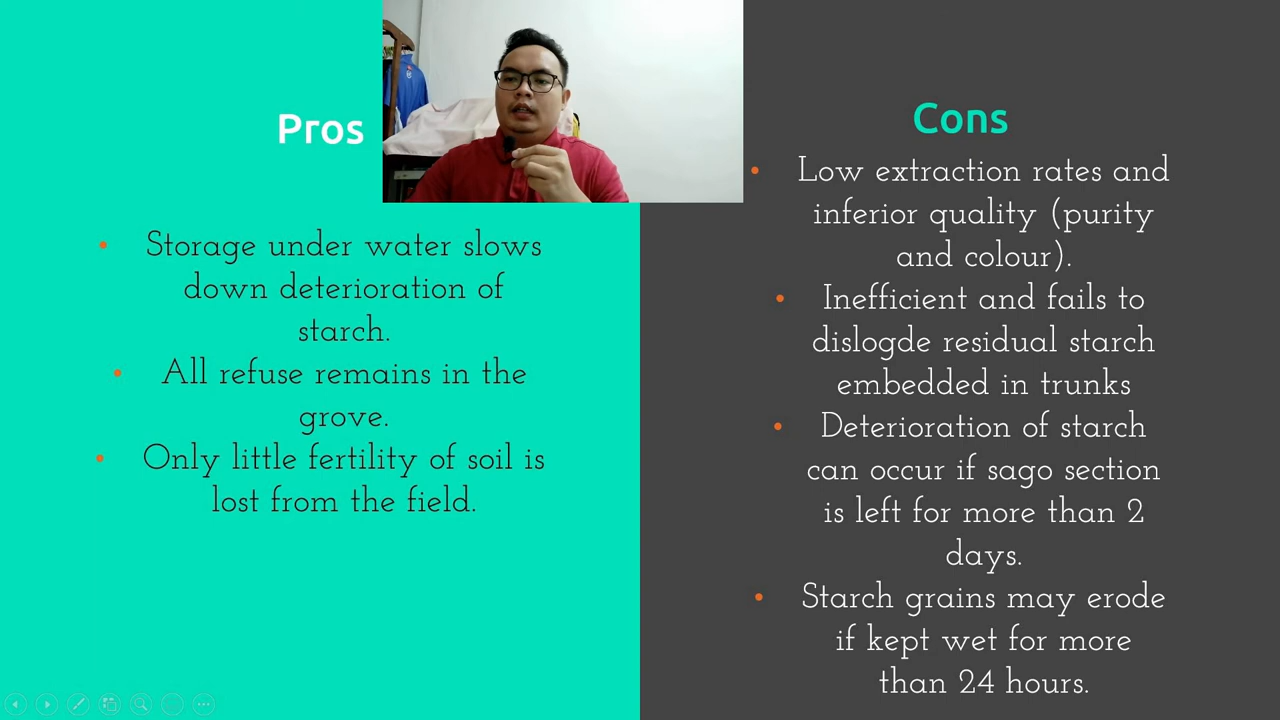 Pros
• Storage under water slows
down deterioration of
starch.
• All refuse remains in the
grove.
• Only little fertility of soil is
lost from the field.
Cons
• Low extraction rates and
inferior quality (purity
and colour).
• Inefficient and fails to
dislogde residual starch
embedded in trunks
• Deterioration of starch
can occur if sago section
is left for more than 2
days.
• Starch grains may erode
if kept wet for more
than 24 hours.